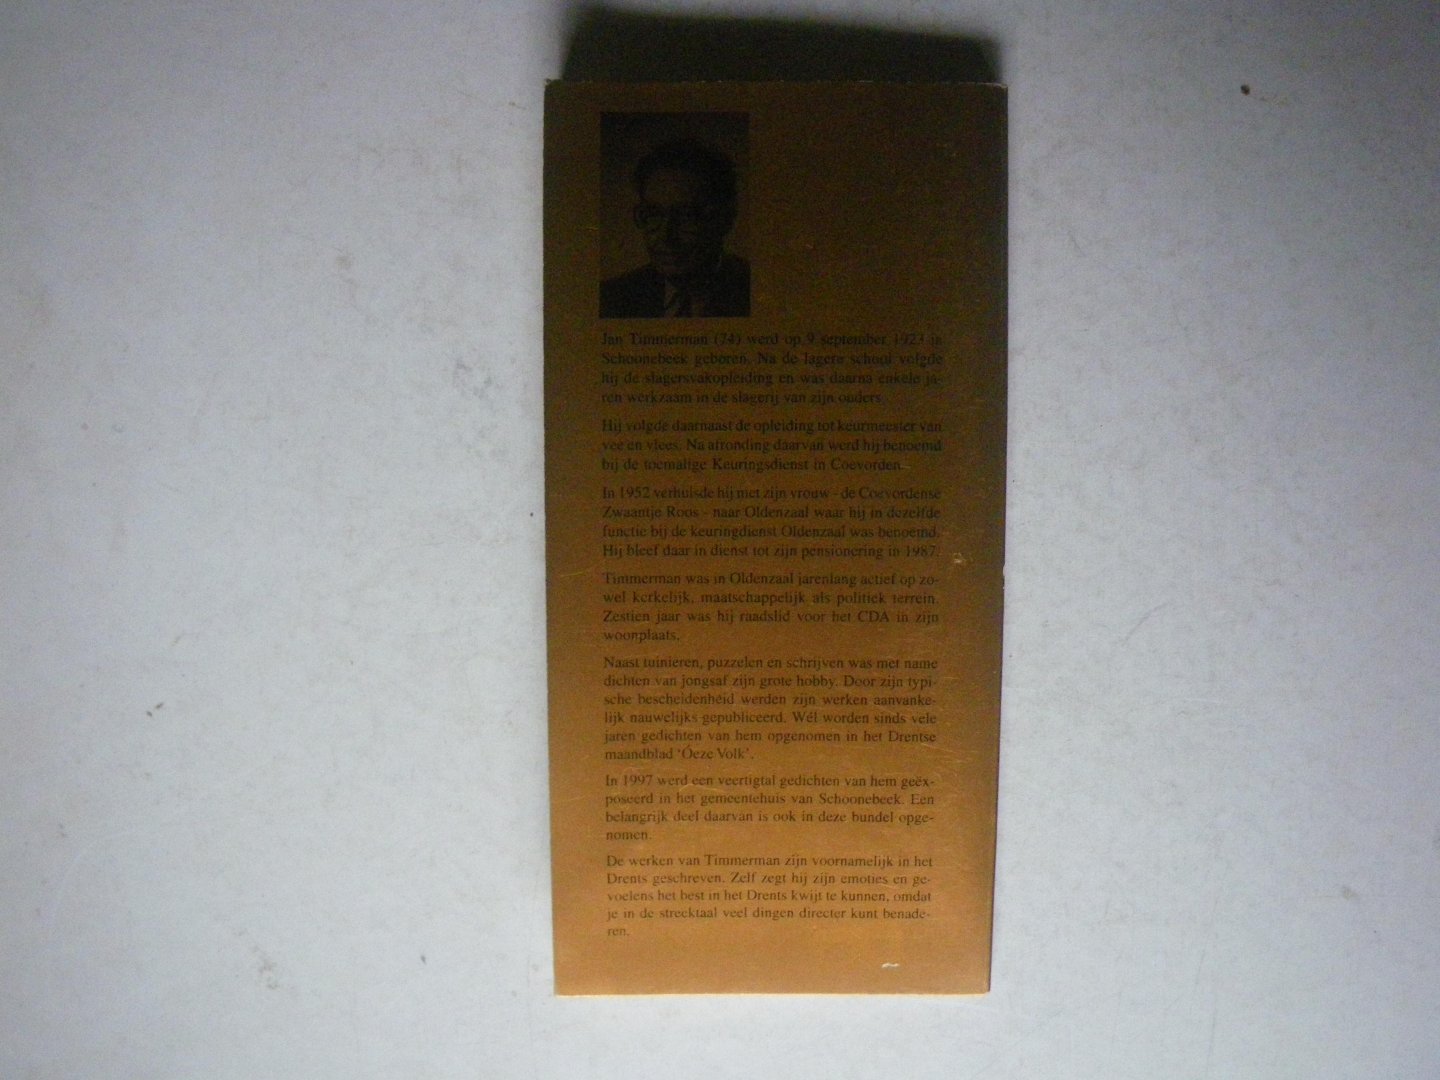 Jan Timmerman (74) werd op 9 september 1923 in
Schoonebeek geboren. Na de lagere school volgde
hij de slagersvakopleiding en was daarna enkele ja-
ren werkzaam in de slagerij van zijn ouders.
Hij volgde daarnaast de opleiding tot keurmeester van
vee en vlees. Na afronding daarvan werd hij benoemd
bij de toemalige Keuringsdienst in Coevorden.
In 1952 verhuisde hij met zijn vrouw - de Coevordense
Zwaantje Roos - naar Oldenzaal waar hij in dezelfde
functie bij de keuringdienst Oldenzaal was benoemd.
Hij bleef daar in dienst tot zijn pensionering in 1987.
Timmerman was in Oldenzaal jarenlang actief op zo-
wel kerkelijk, maatschappelijk als politiek terrein.
Zestien jaar was hij raadslid voor het CDA in zijn
woonplaats.
Naast tuinieren, puzzelen en schrijven was met name
dichten van jongsaf zijn grote hobby. Door zijn typi-
sche bescheidenheid werden zijn werken aanvanke-
lijk nauwelijks gepubliceerd. Wél worden sinds vele
jaren gedichten van hem opgenomen in het Drentse
maandblad 'Óeze Volk'.
In 1997 werd een veertigtal gedichten van hem geëx-
poseerd in het gemeentehuis van Schoonebeek. Een
belangrijk deel daarvan is ook in deze bundel opge-
nomen.
De werken van Timmerman zijn voornamelijk in het
Drents geschreven. Zelf zegt hij zijn emoties en ge-
voelens het best in het Drents kwijt te kunnen, omdat
je in de streektaal veel dingen directer kunt benade-
ren.